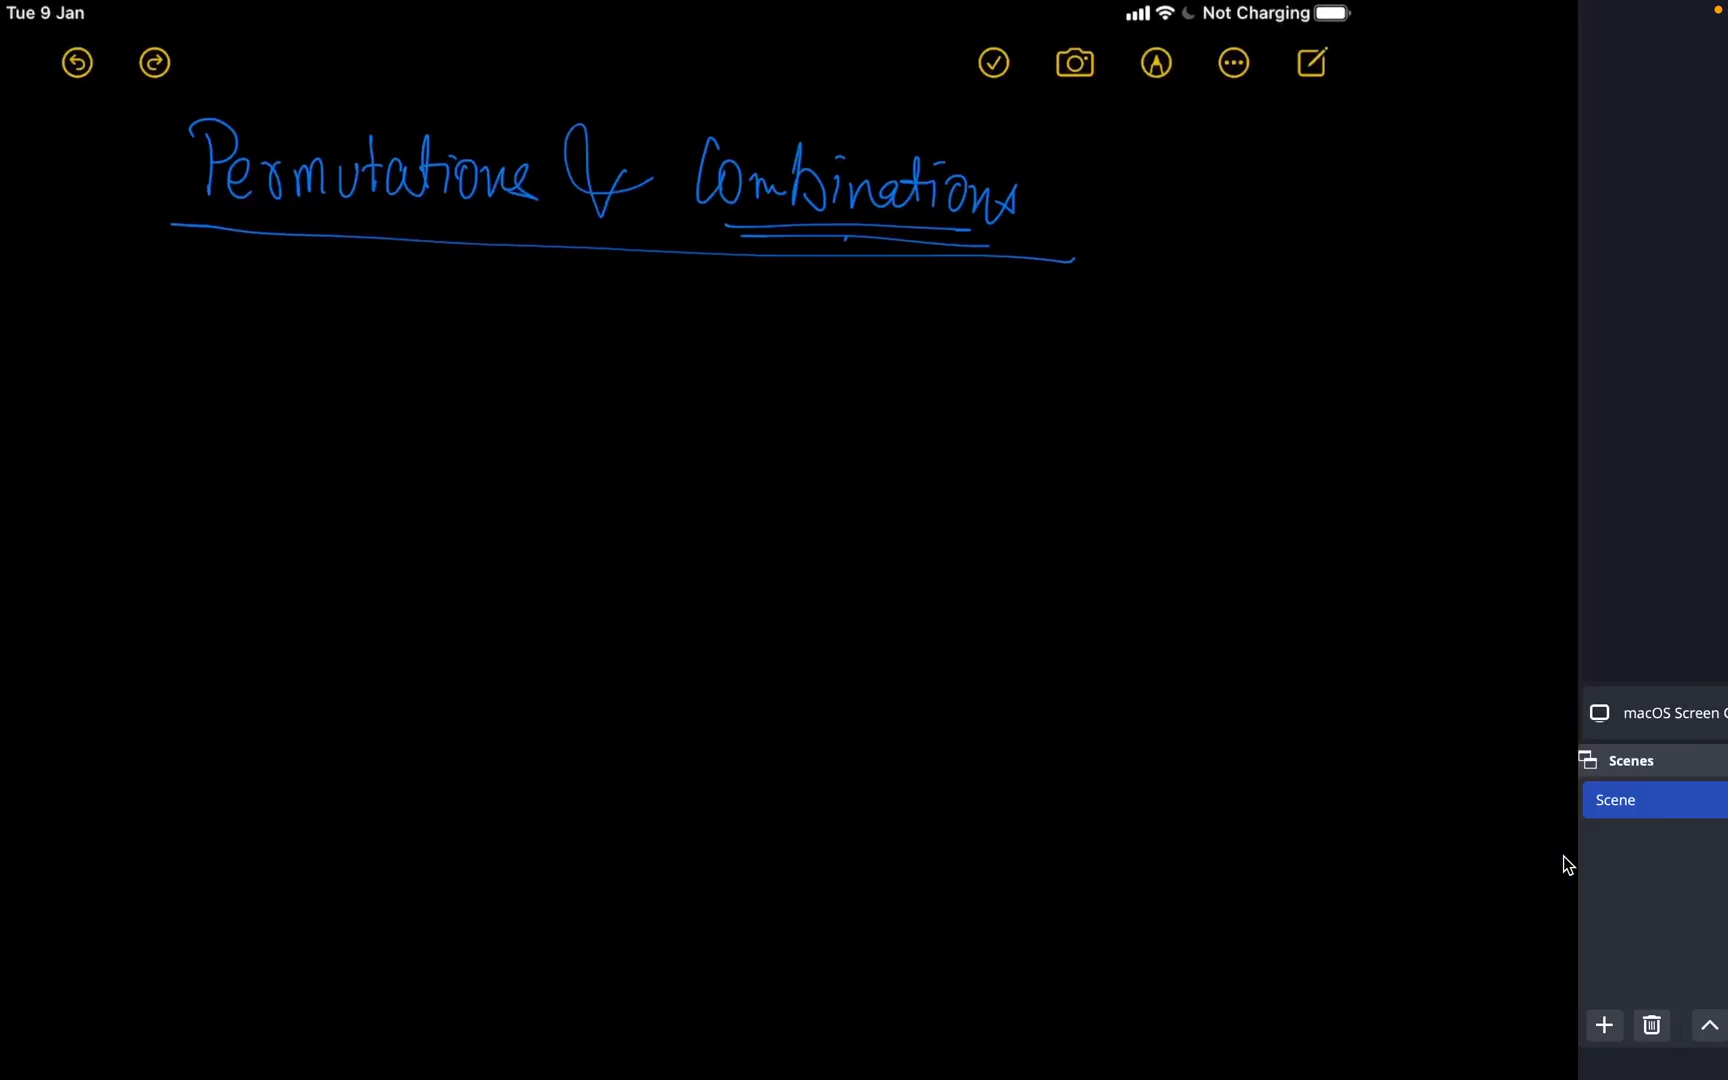 Tue 9 Jan
Not Charging
Permutations & Combinations
macOS Screen
Scenes
Scene